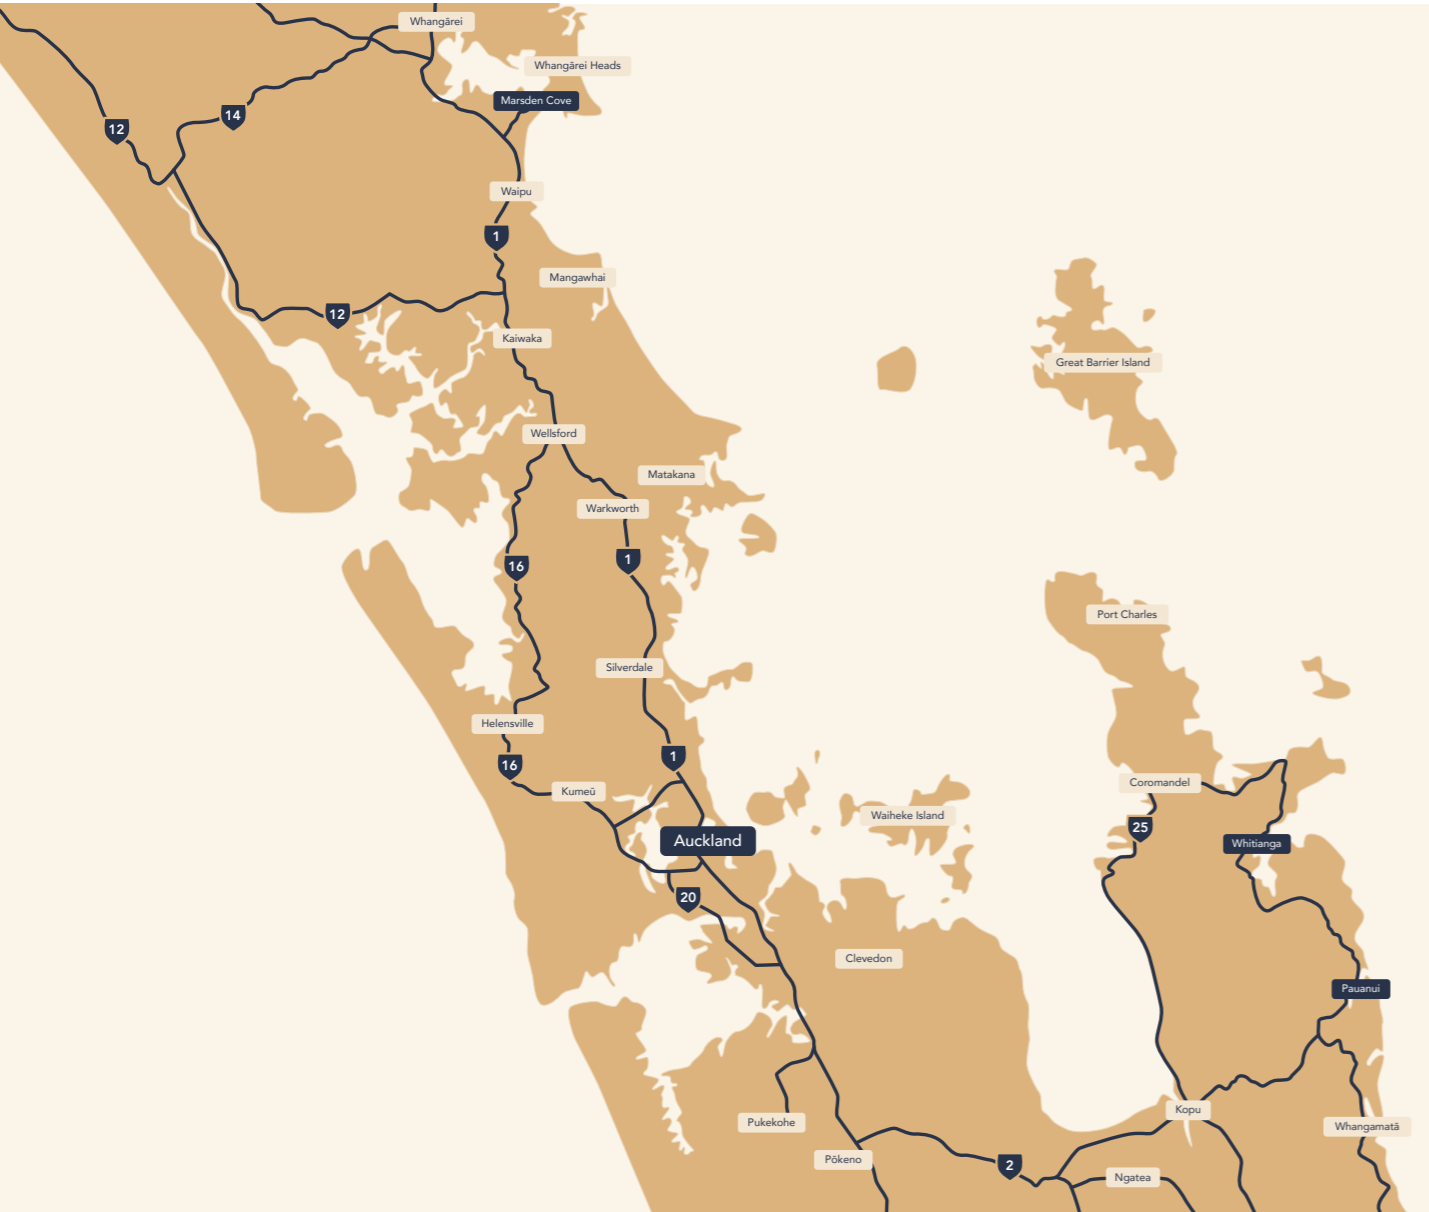 Whangārei
Whangārei Heads
Marsden Cove
14
12
Waipu
1
Mangawhai
12
Kaiwaka
Great Barrier Island
Wellsford
Matakana
Warkworth
1
16
Port Charles
Silverdale
Helensville
1
16
Coromandel
Kumeū
Waiheke Island
25
Auckland
Whitianga
20
Clevedon
Pauanui
Kopu
Pukekohe
Whangamatā
Pōkeno
2
Ngatea